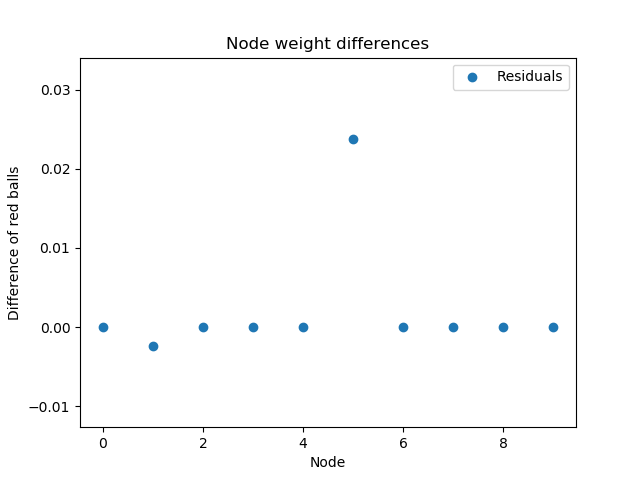 Node weight differences
Residuals
Difference of red balls
0.03
0.02
0.01
0.00
−0.01
0 2 4 6 8
Node